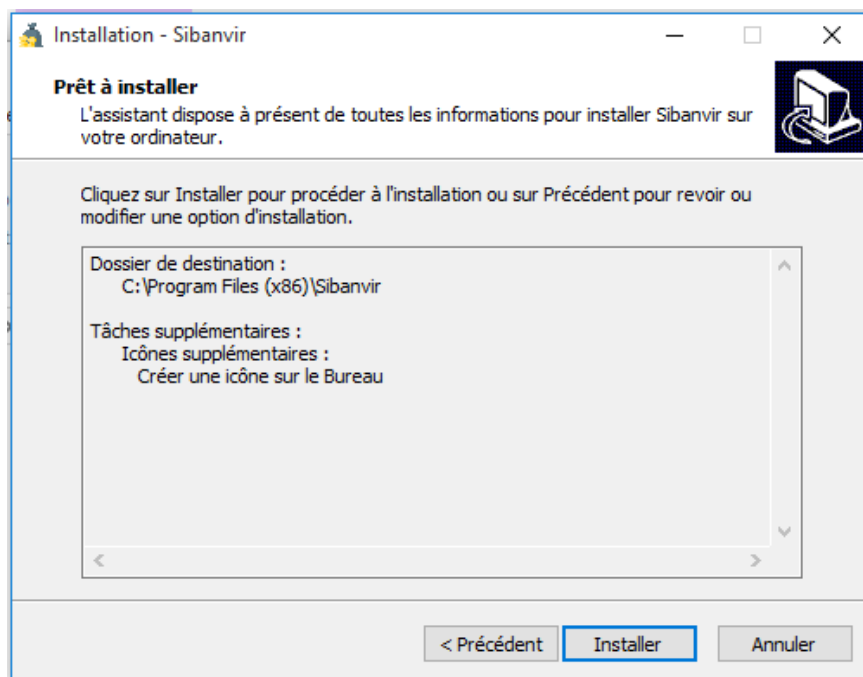 Installation - Sibanvir
Prêt à installer
L'assistant dispose à présent de toutes les informations pour installer Sibanvir sur
votre ordinateur.
Cliquez sur Installer pour procéder à l'installation ou sur Précédent pour revoir ou
modifier une option d'installation.
Dossier de destination :
C:\Program Files (x86)\Sibanvir
Tâches supplémentaires :
Icônes supplémentaires :
Créer une icône sur le Bureau
< Précédent
Installer
Annuler